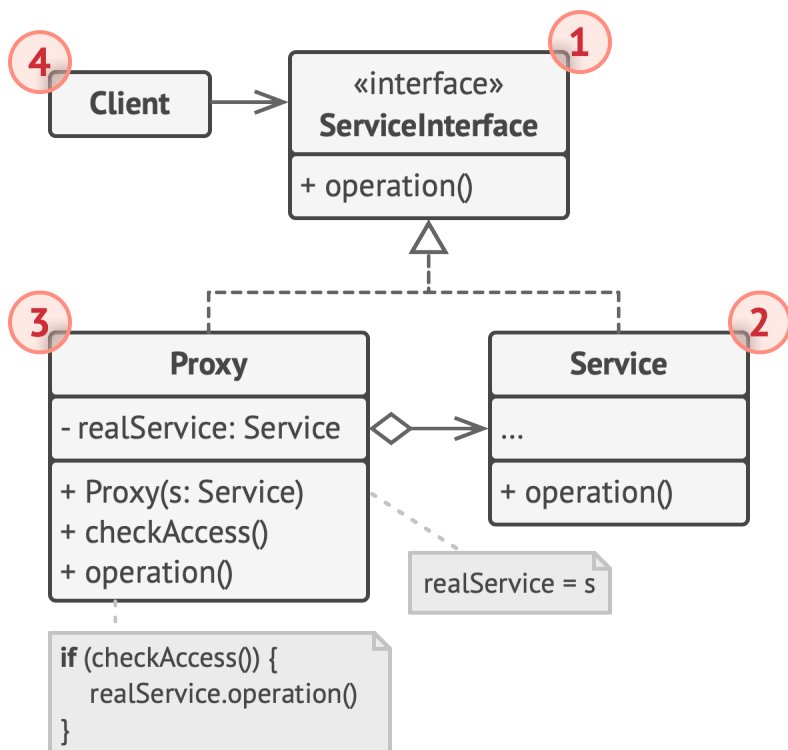 4
Client
1
«interface»
ServiceInterface
+ operation()
3
Proxy
- realService: Service
+ Proxy(s: Service)
+ checkAccess()
+ operation()
2
Service
...
+ operation()
realService = s
if (checkAccess()) {
realService.operation()
}